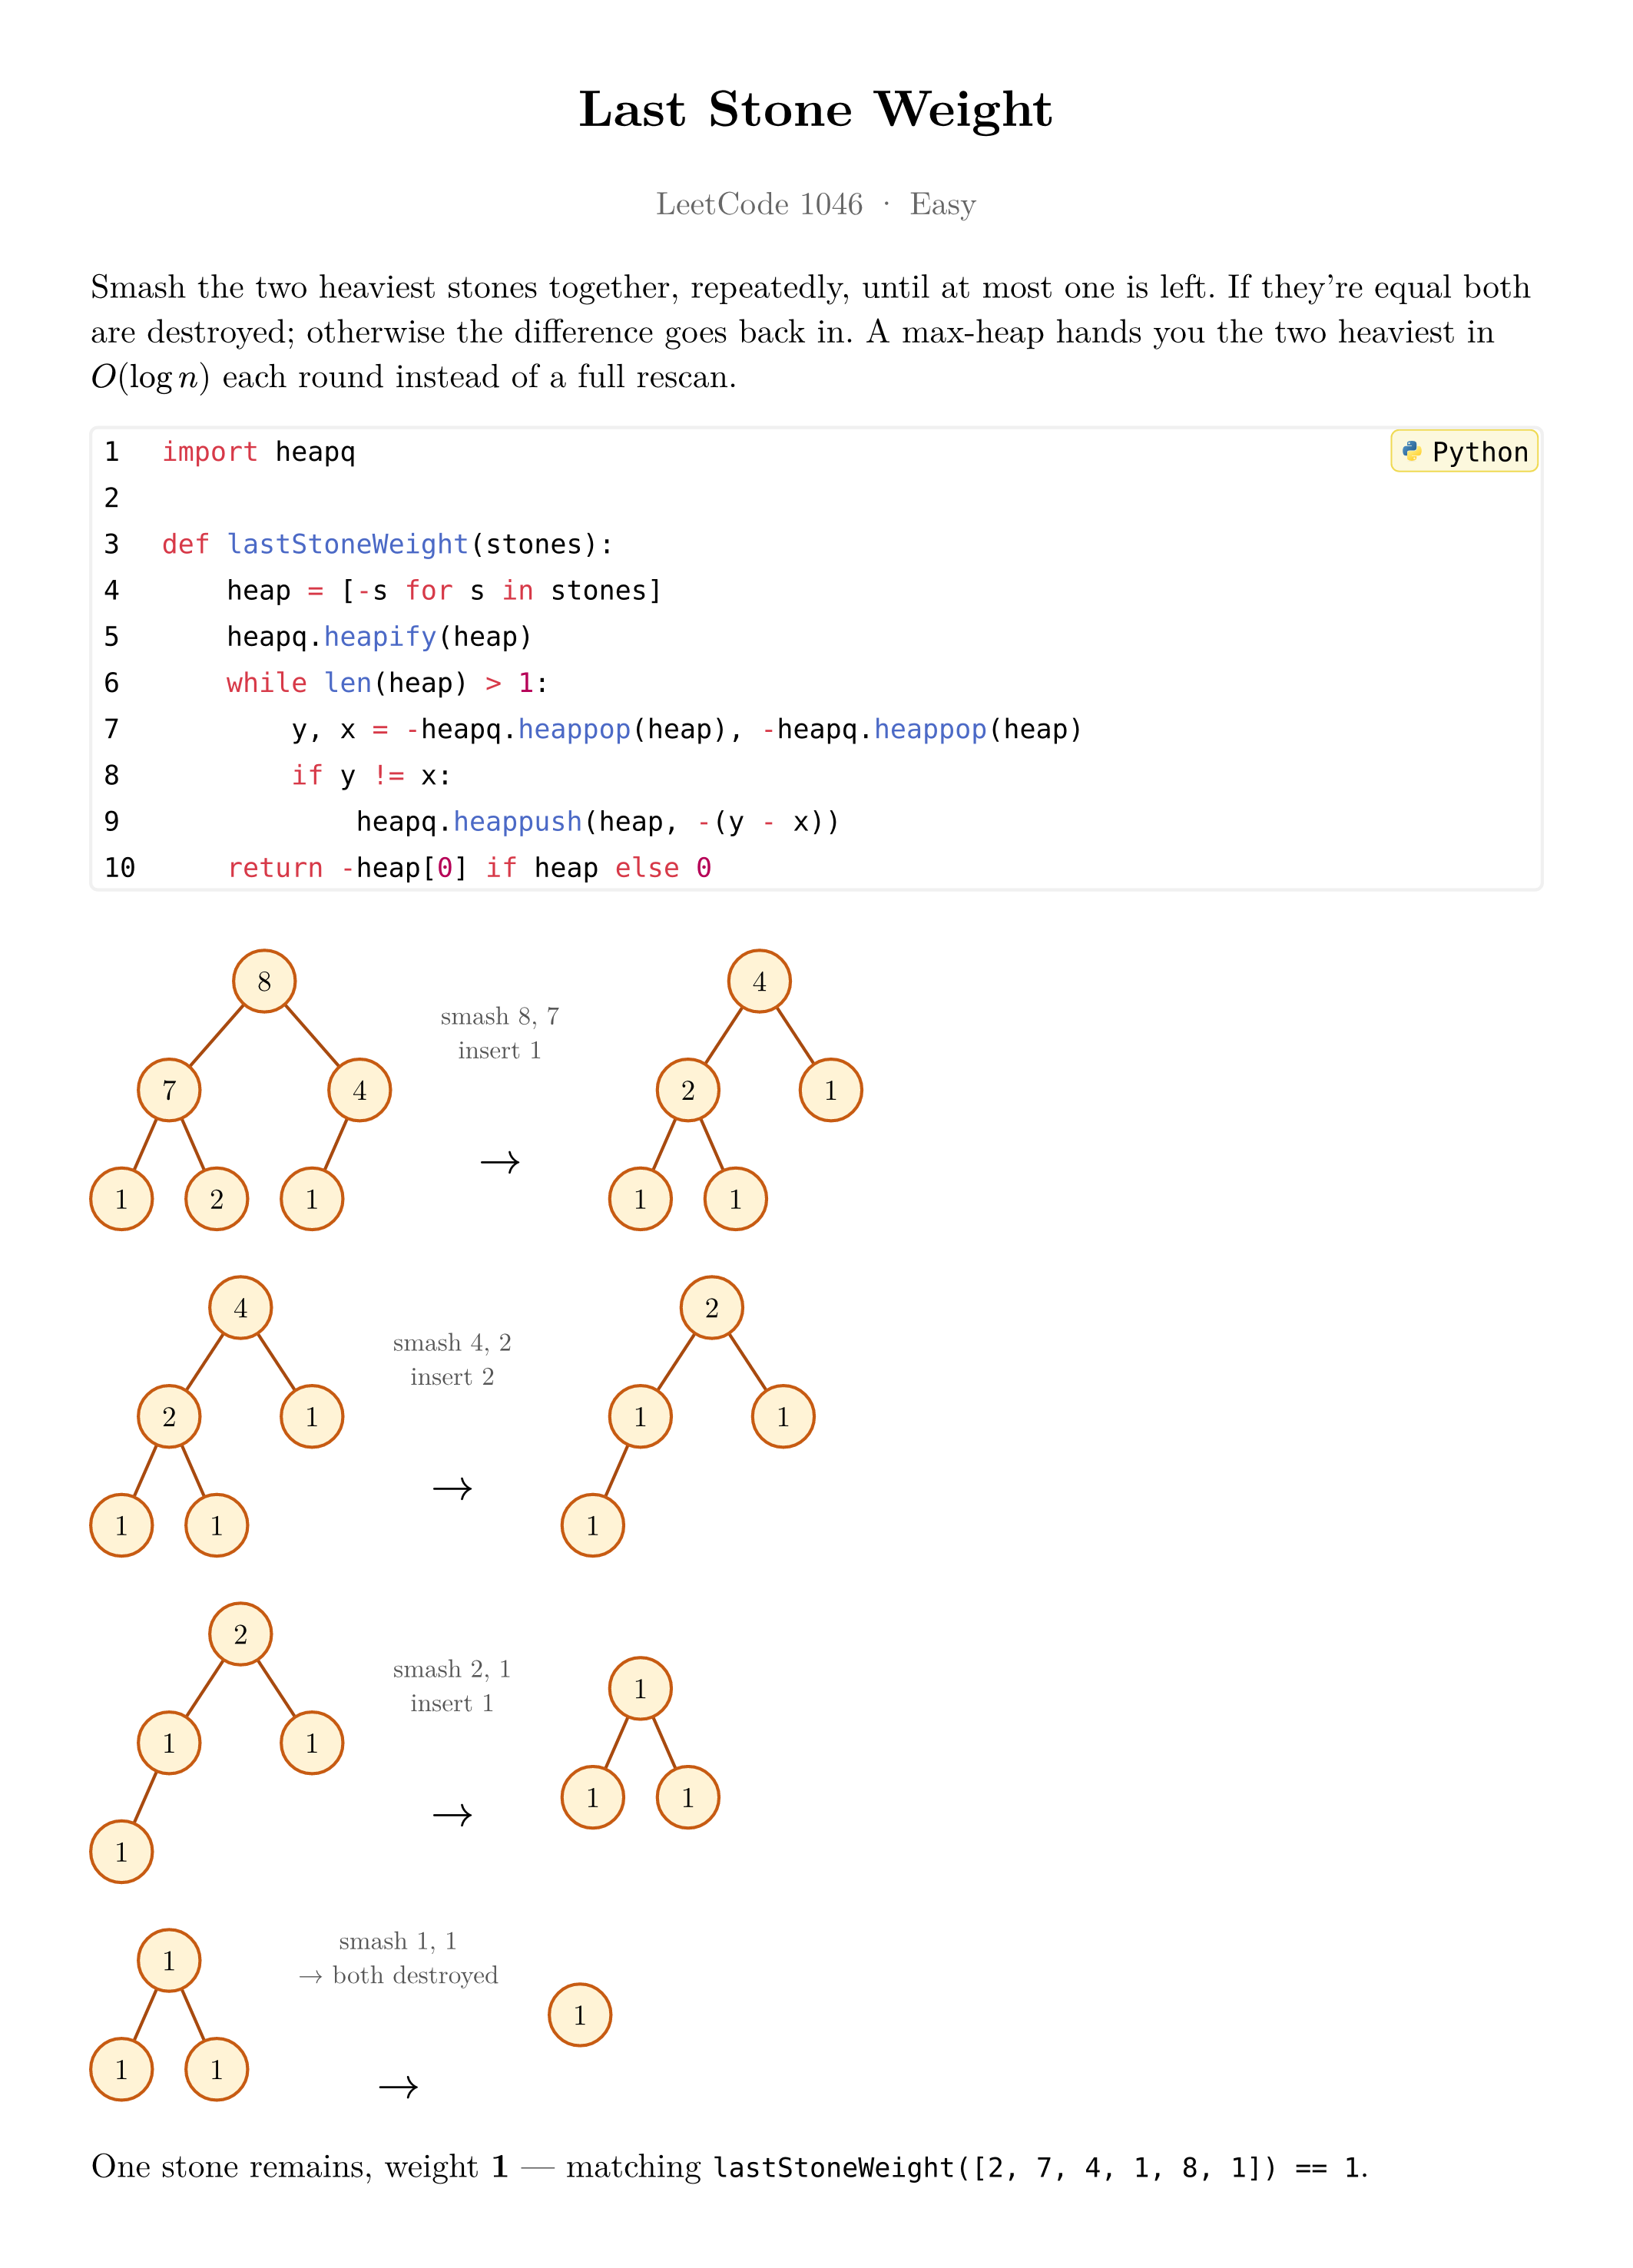 Last Stone Weight
LeetCode 1046 · Easy
Smash the two heaviest stones together, repeatedly, until at most one is left. If they're equal both
are destroyed; otherwise the difference goes back in. A max-heap hands you the two heaviest in
O(log n) each round instead of a full rescan.
1 import heapq
Python
2
3 def lastStoneWeight(stones):
4     heap = [-s for s in stones]
5     heapq.heapify(heap)
6     while len(heap) > 1:
7         y, x = -heapq.heappop(heap), -heapq.heappop(heap)
8         if y != x:
9             heapq.heappush(heap, -(y - x))
10     return -heap[0] if heap else 0
8
7 4
1 2 1
smash 8, 7
insert 1
→
4
2 1
1 1
4
2 1
1 1
smash 4, 2
insert 2
→
2
1 1
1
2
1 1
1
smash 2, 1
insert 1
→
1
1 1
1
1 1
smash 1, 1
→ both destroyed
→
1
One stone remains, weight 1 — matching lastStoneWeight([2, 7, 4, 1, 8, 1]) == 1.